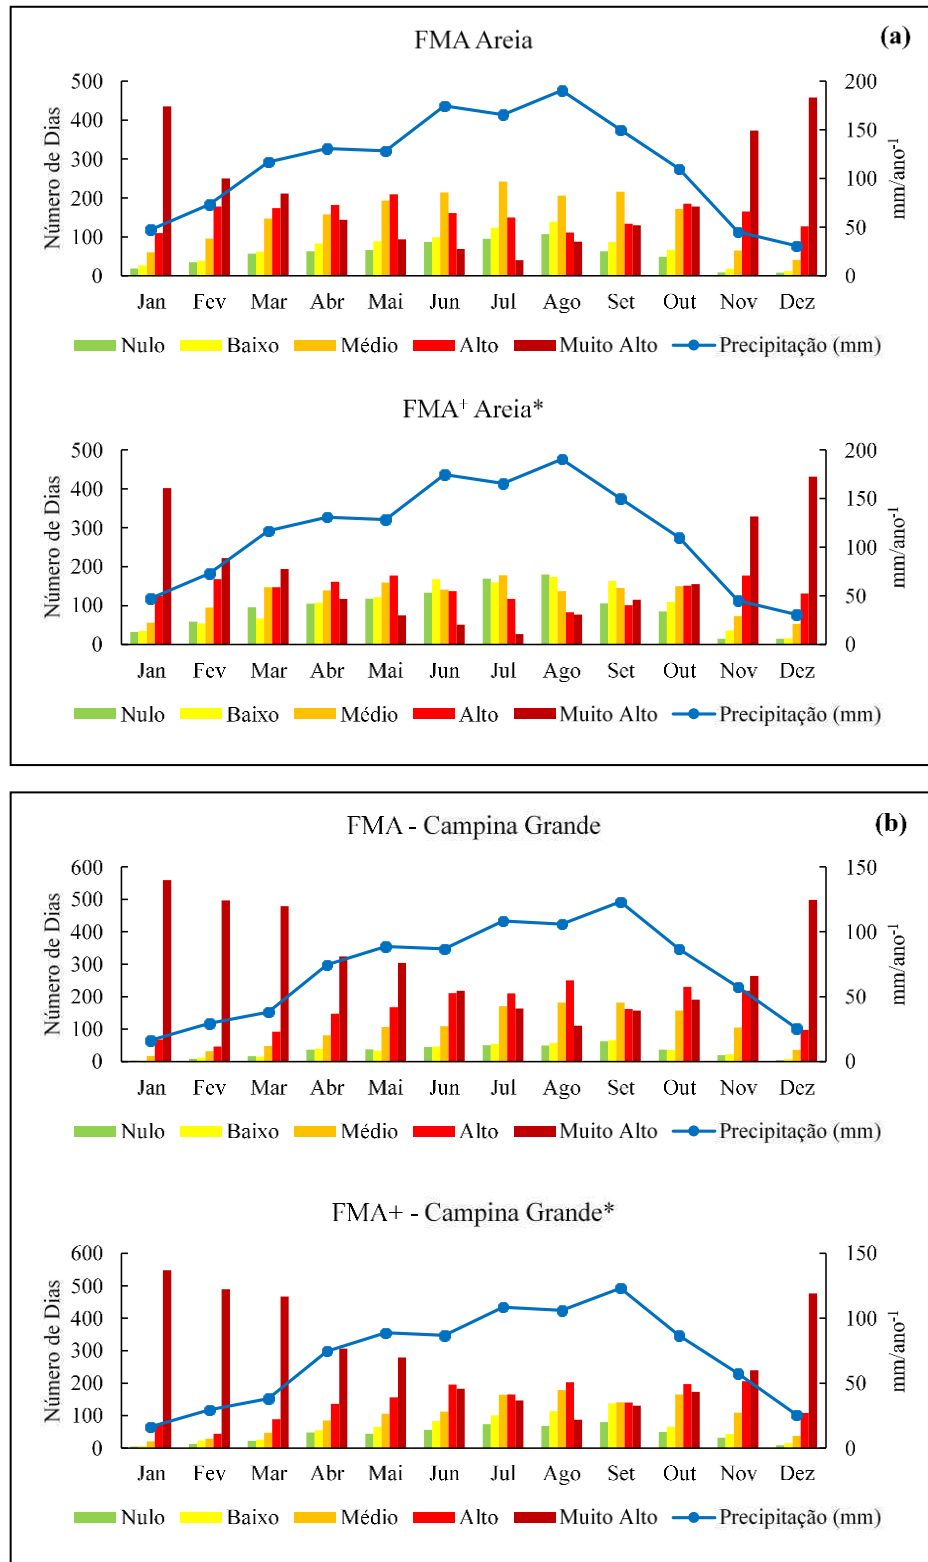 FMA Areia
(a)
Número de Dias
500
400
300
200
100
0
200
150
100
50
0
mm/ano-1
Jan Fev Mar Abr Mai Jun Jul Ago Set Out Nov Dez
Nulo Baixo Médio Alto Muito Alto Precipitação (mm)
FMA+ Areia*
Número de Dias
500
400
300
200
100
0
200
150
100
50
0
mm/ano-1
Jan Fev Mar Abr Mai Jun Jul Ago Set Out Nov Dez
Nulo Baixo Médio Alto Muito Alto Precipitação (mm)
FMA - Campina Grande
(b)
Número de Dias
600
500
400
300
200
100
0
150
100
50
0
mm/ano-1
Jan Fev Mar Abr Mai Jun Jul Ago Set Out Nov Dez
Nulo Baixo Médio Alto Muito Alto Precipitação (mm)
FMA+ - Campina Grande*
Número de Dias
600
500
400
300
200
100
0
150
100
50
0
mm/ano-1
Jan Fev Mar Abr Mai Jun Jul Ago Set Out Nov Dez
Nulo Baixo Médio Alto Muito Alto Precipitação (mm)